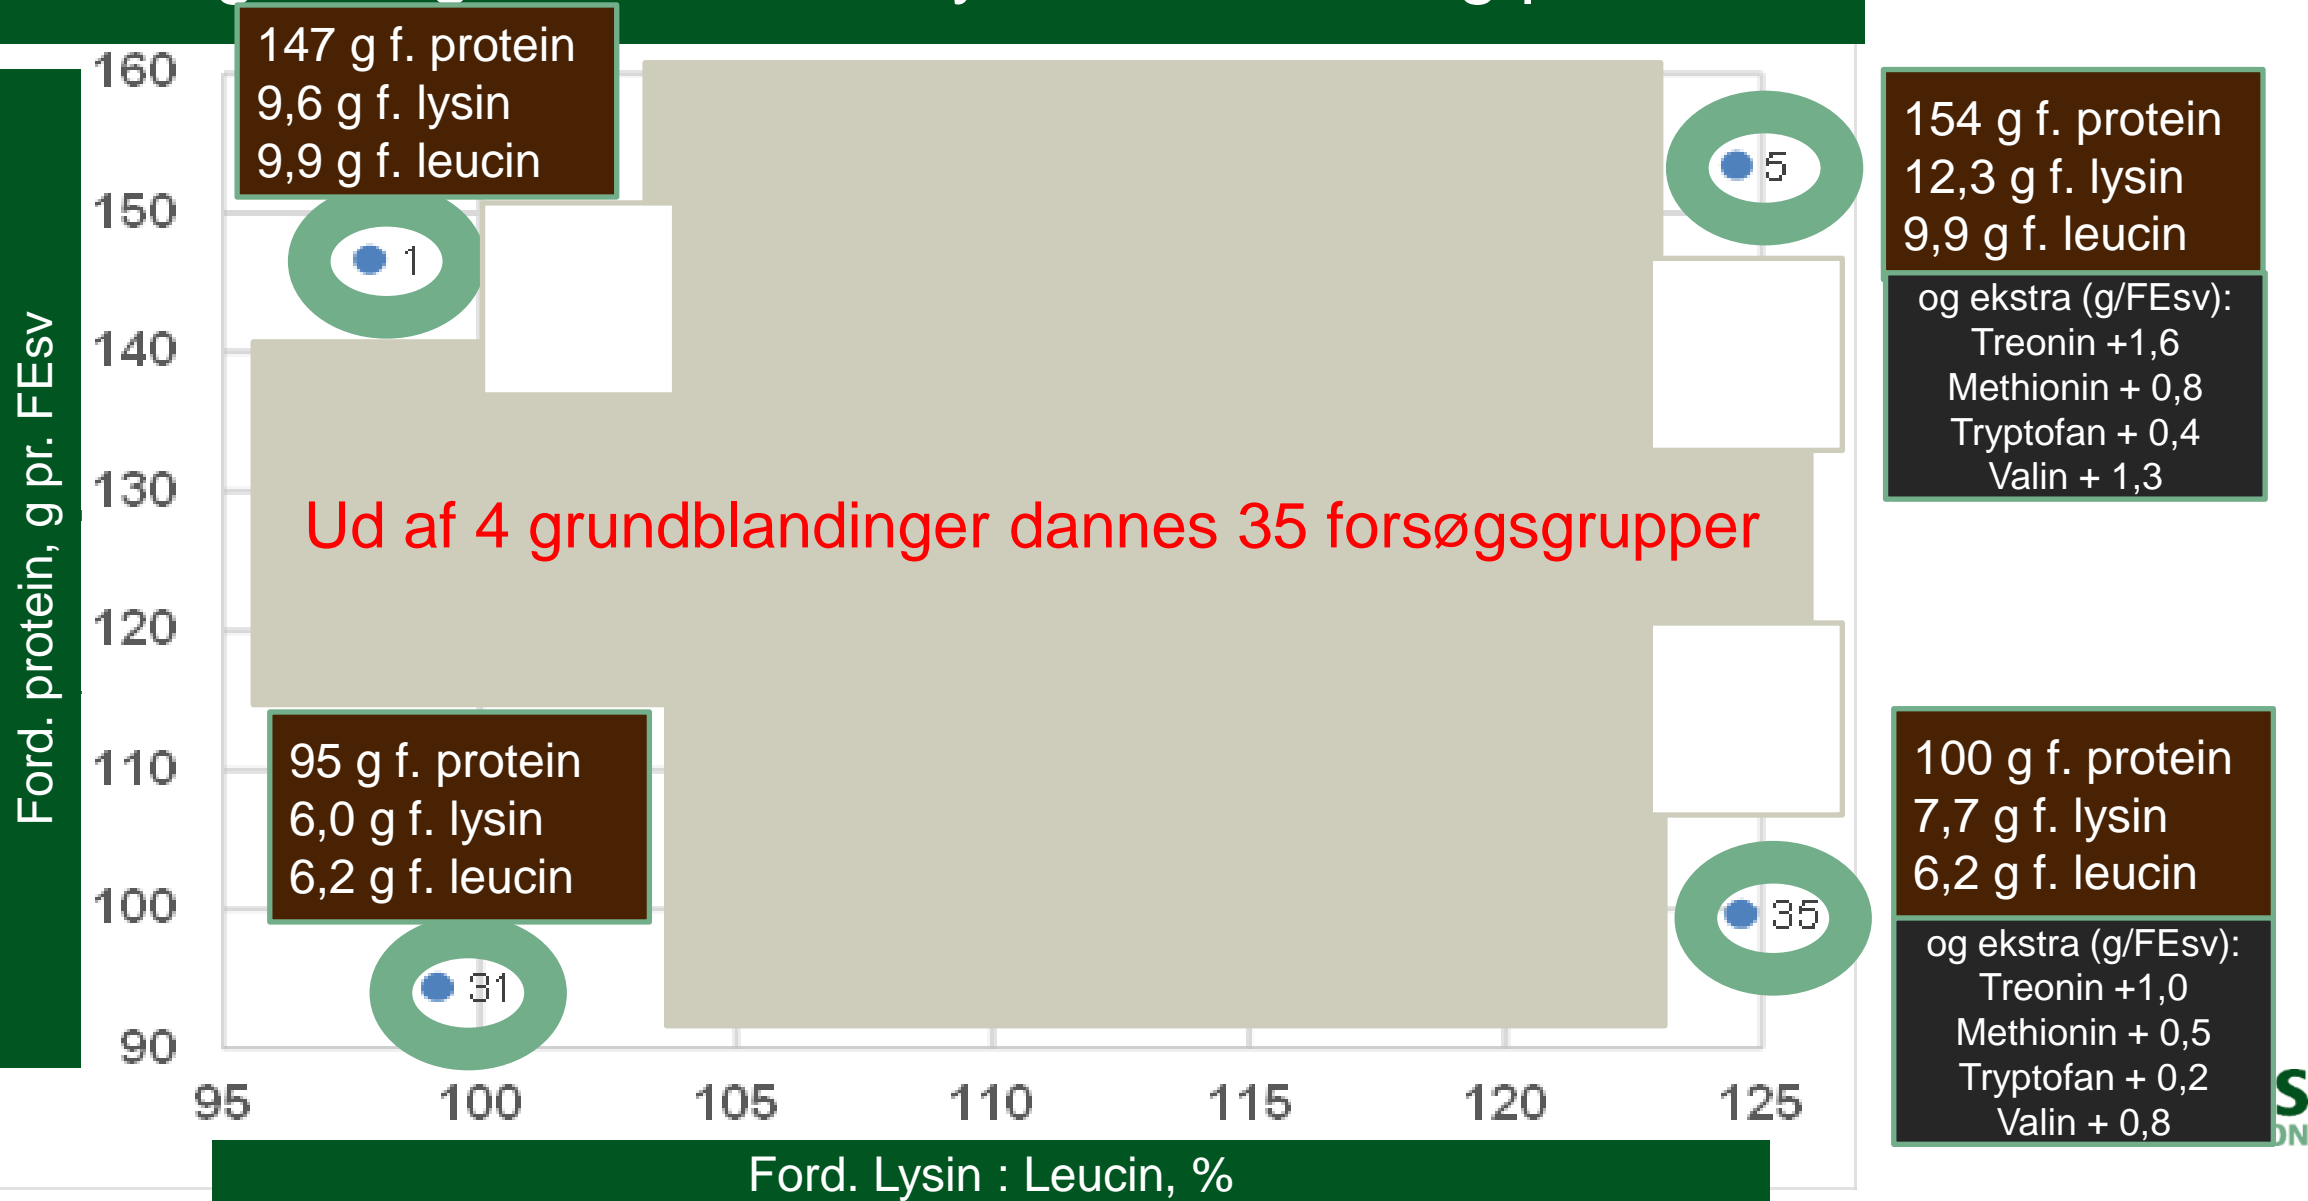 147 g f. protein
9,6 g f. lysin
9,9 g f. leucin
154 g f. protein
12,3 g f. lysin
9,9 g f. leucin
og ekstra (g/FEsv):
Treonin +1,6
Methionin + 0,8
Tryptofan + 0,4
Valin + 1,3
Ford. protein, g pr. FEsv
160
150
140
130
120
110
100
90
1
5
Ud af 4 grundblandinger dannes 35 forsøgsgrupper
95 g f. protein
6,0 g f. lysin
6,2 g f. leucin
31
35
100 g f. protein
7,7 g f. lysin
6,2 g f. leucin
og ekstra (g/FEsv):
Treonin +1,0
Methionin + 0,5
Tryptofan + 0,2
Valin + 0,8
95 100 105 110 115 120 125
Ford. Lysin : Leucin, %